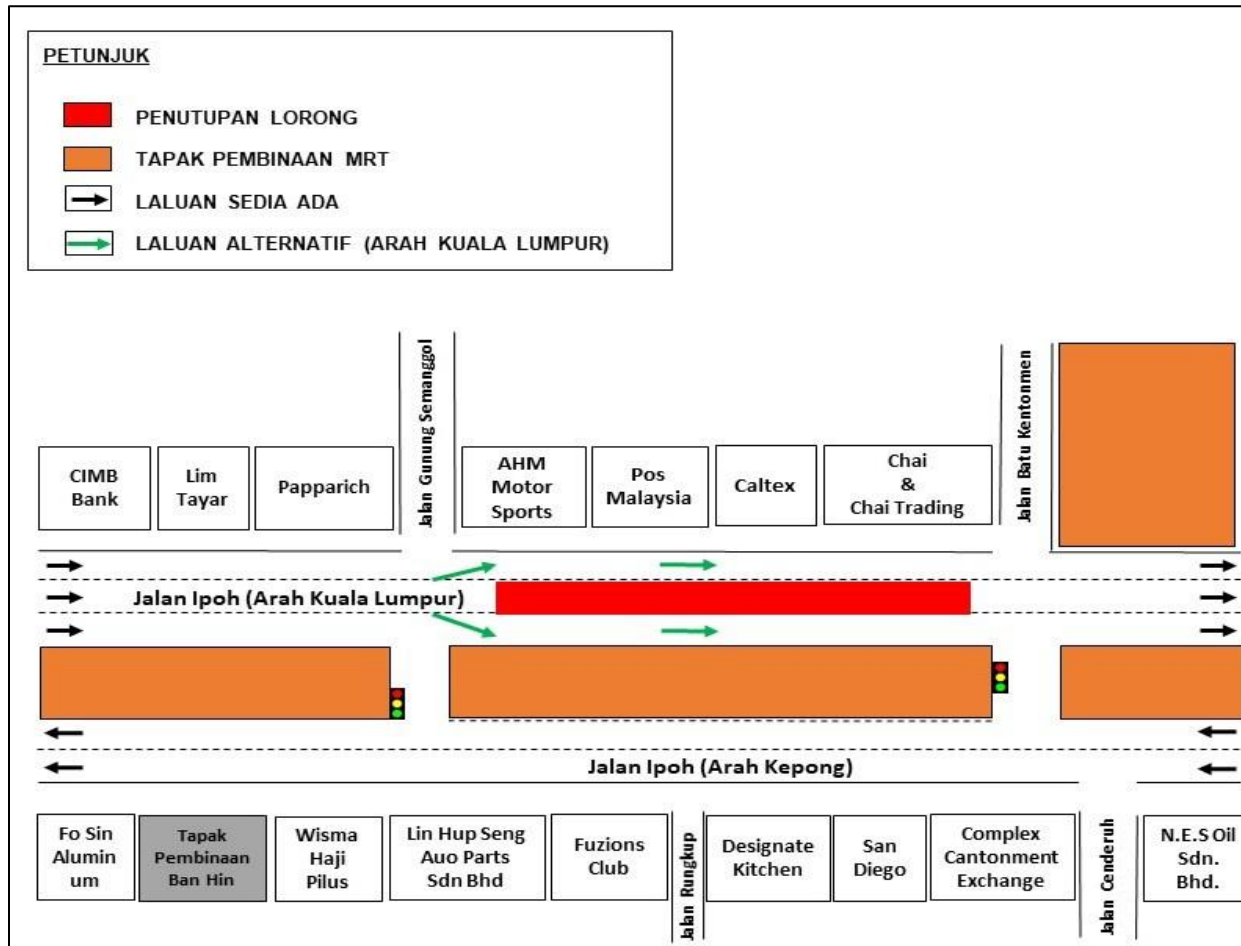 PETUNJUK
PENUTUPAN LORONG
TAPAK PEMBINAAN MRT
LALUAN SEDIA ADA
LALUAN ALTERNATIF (ARAH KUALA LUMPUR)
Jalan Gunung Semanggol
Jalan Batu Kentonmen
CIMB
Bank
Lim
Tayar
Papparich
AHM
Motor
Sports
Pos
Malaysia
Caltex
Chai
&
Chai Trading
Jalan Ipoh (Arah Kuala Lumpur)
Jalan Ipoh (Arah Kepong)
Fo Sin
Alumin
um
Tapak
Pembinaan
Ban Hin
Wisma
Haji
Pilus
Lin Hup Seng
Auo Parts
Sdn Bhd
Fuzions
Club
Jalan Rungkup
Designate
Kitchen
San
Diego
Complex
Cantonment
Exchange
Jalan Cenderuh
N.E.S Oil
Sdn.
Bhd.